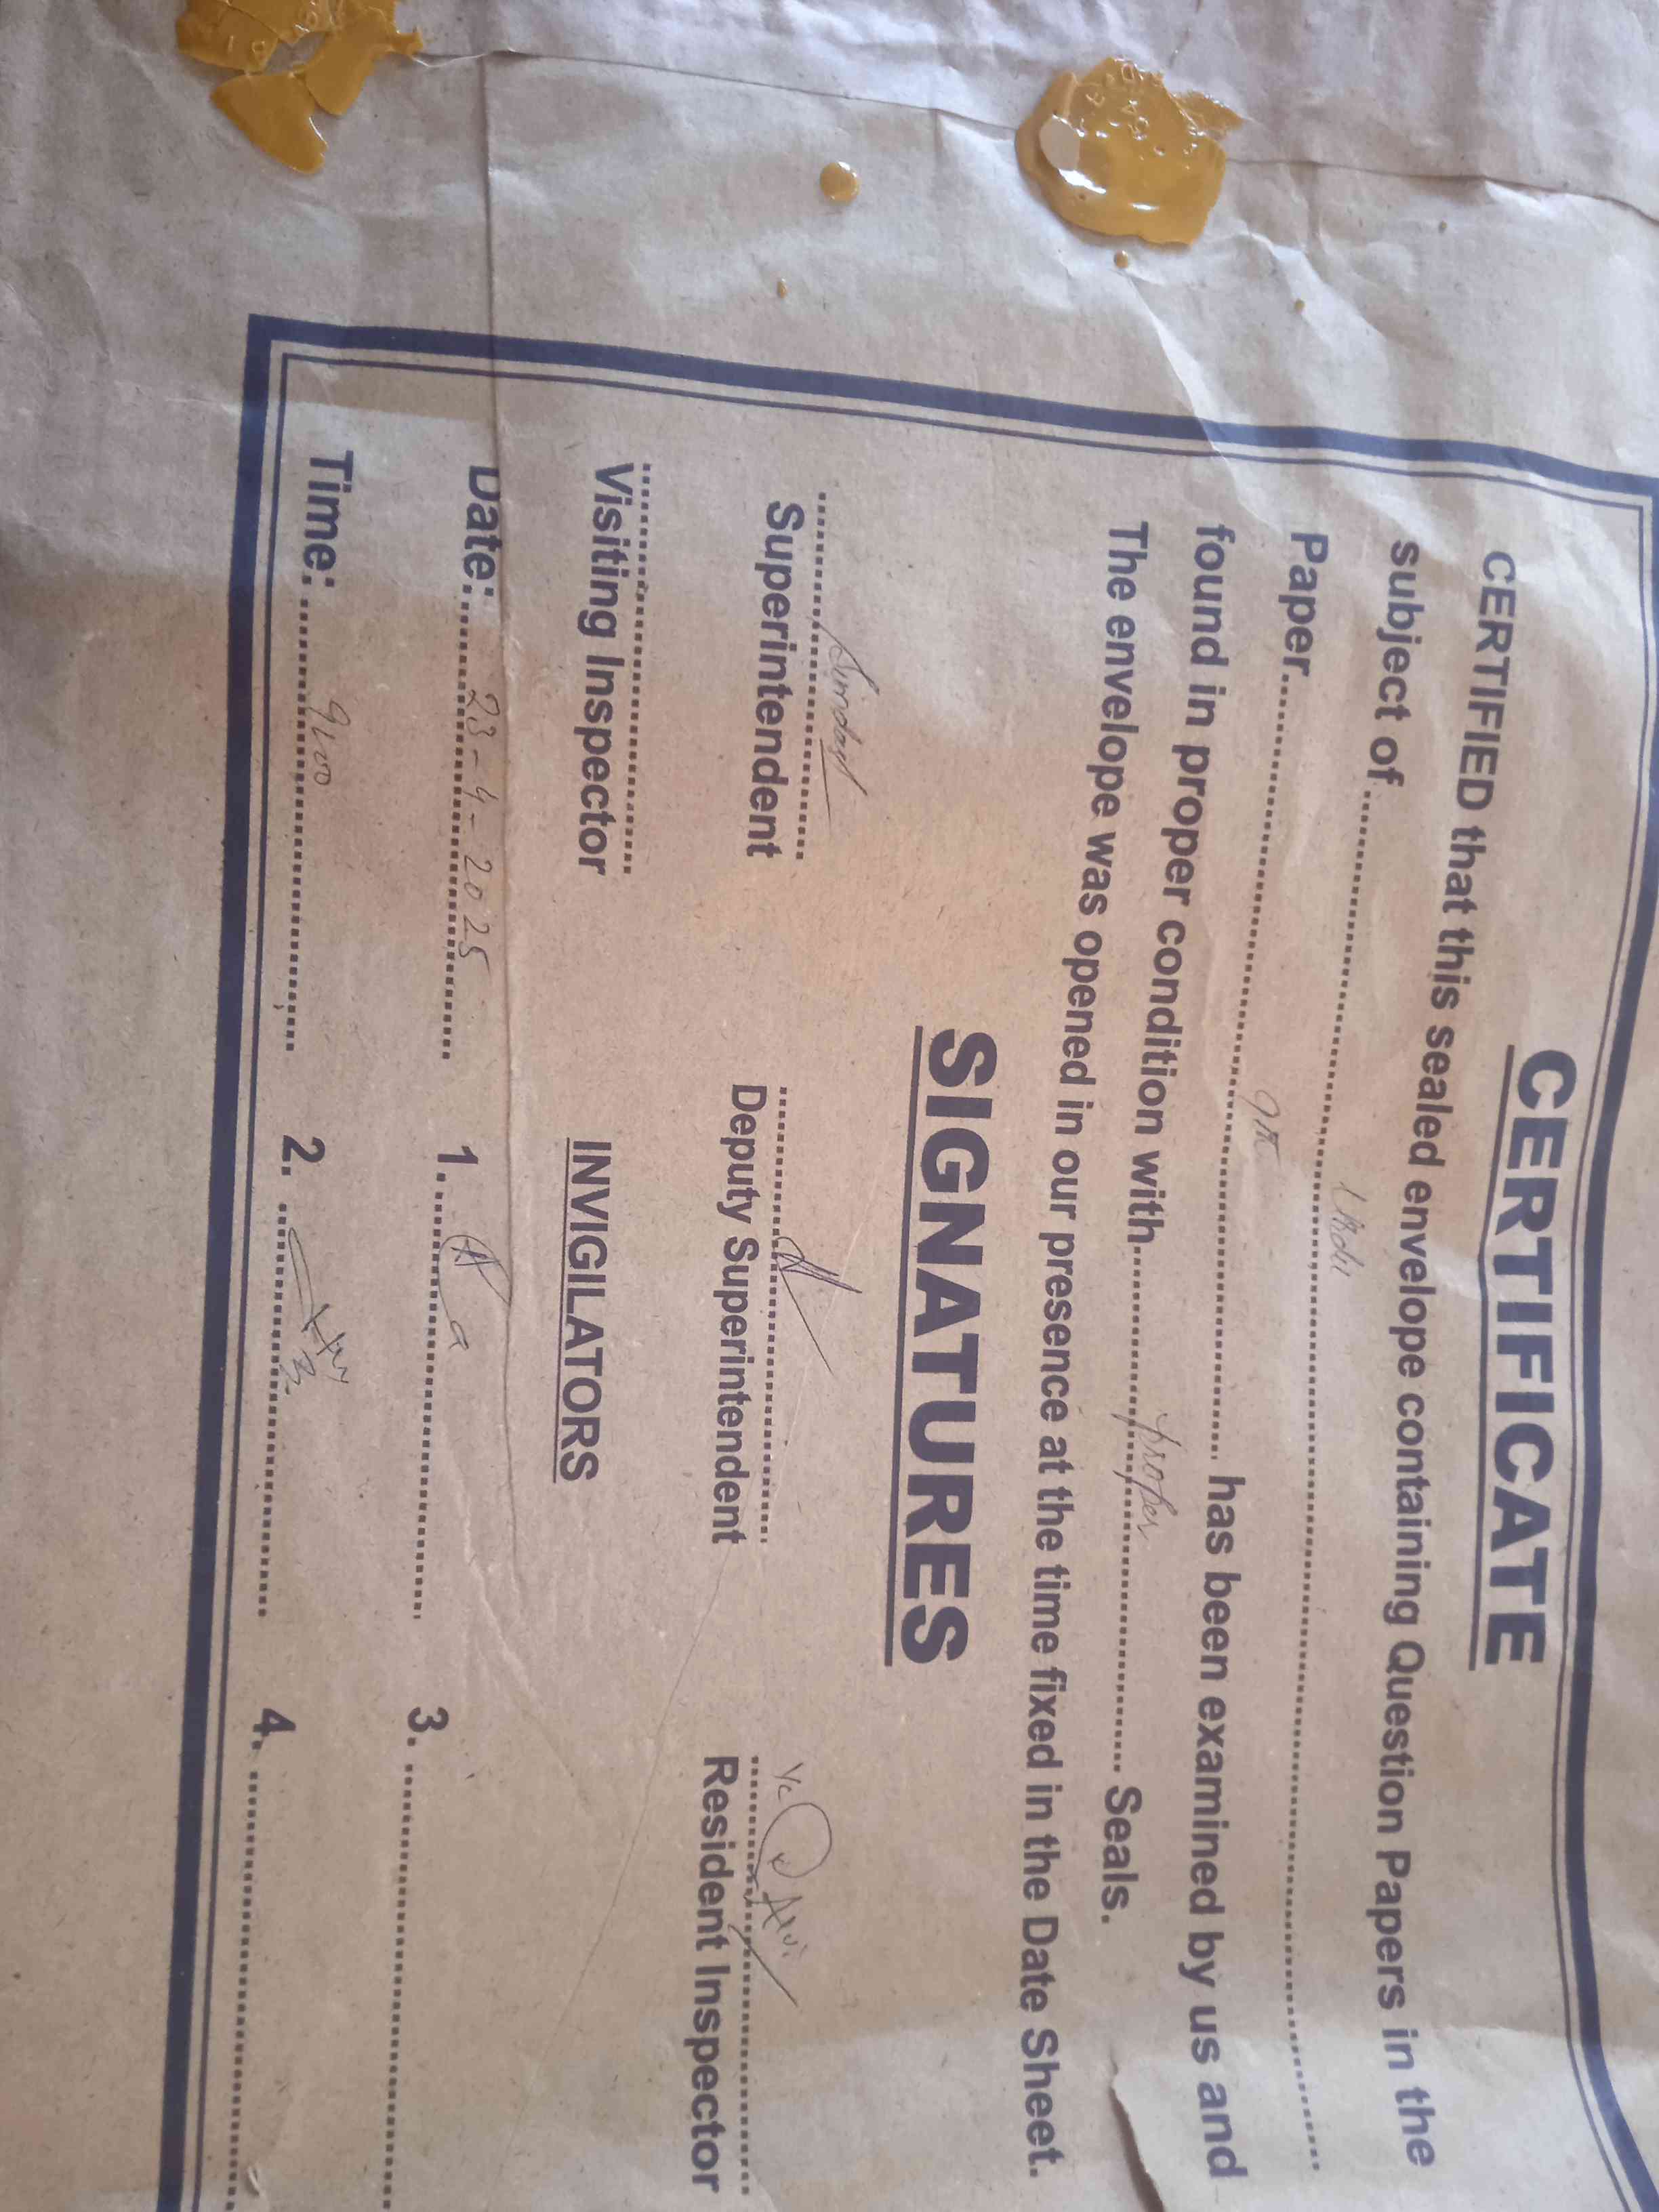 CERTIFICATE
CERTIFIED that this sealed envelope containing Question Papers in the
subject of.......... Urdu ..........
Paper.......... 9th .......... has been examined by us and
found in proper condition with.......... proper .......... Seals.
The envelope was opened in our presence at the time fixed in the Date Sheet.
SIGNATURES
Superintendent Deputy Superintendent Resident Inspector
Visiting Inspector INVIGILATORS
Date: 23-4-2025 1. 3.
Time: 9:00 2. 4.